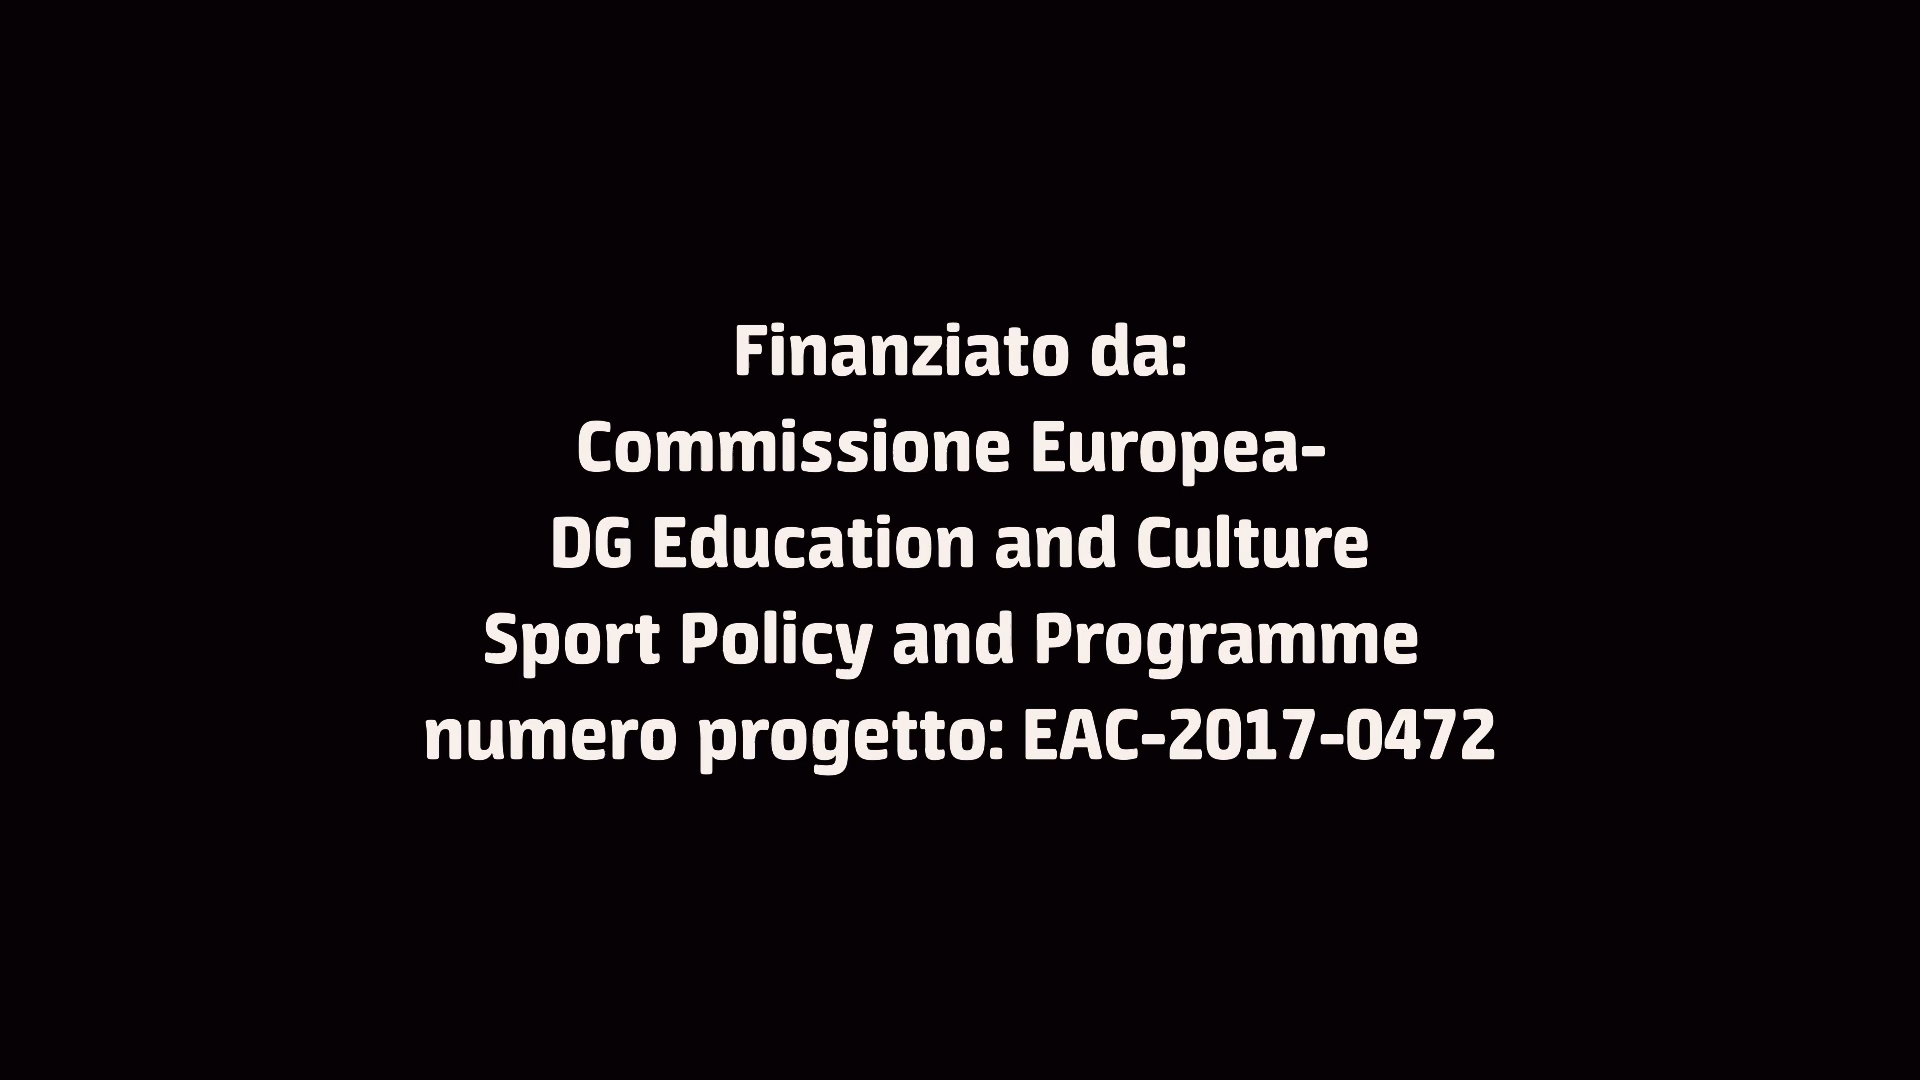 Finanziato da:
Commissione Europea-
DG Education and Culture
Sport Policy and Programme
numero progetto: EAC-2017-0472